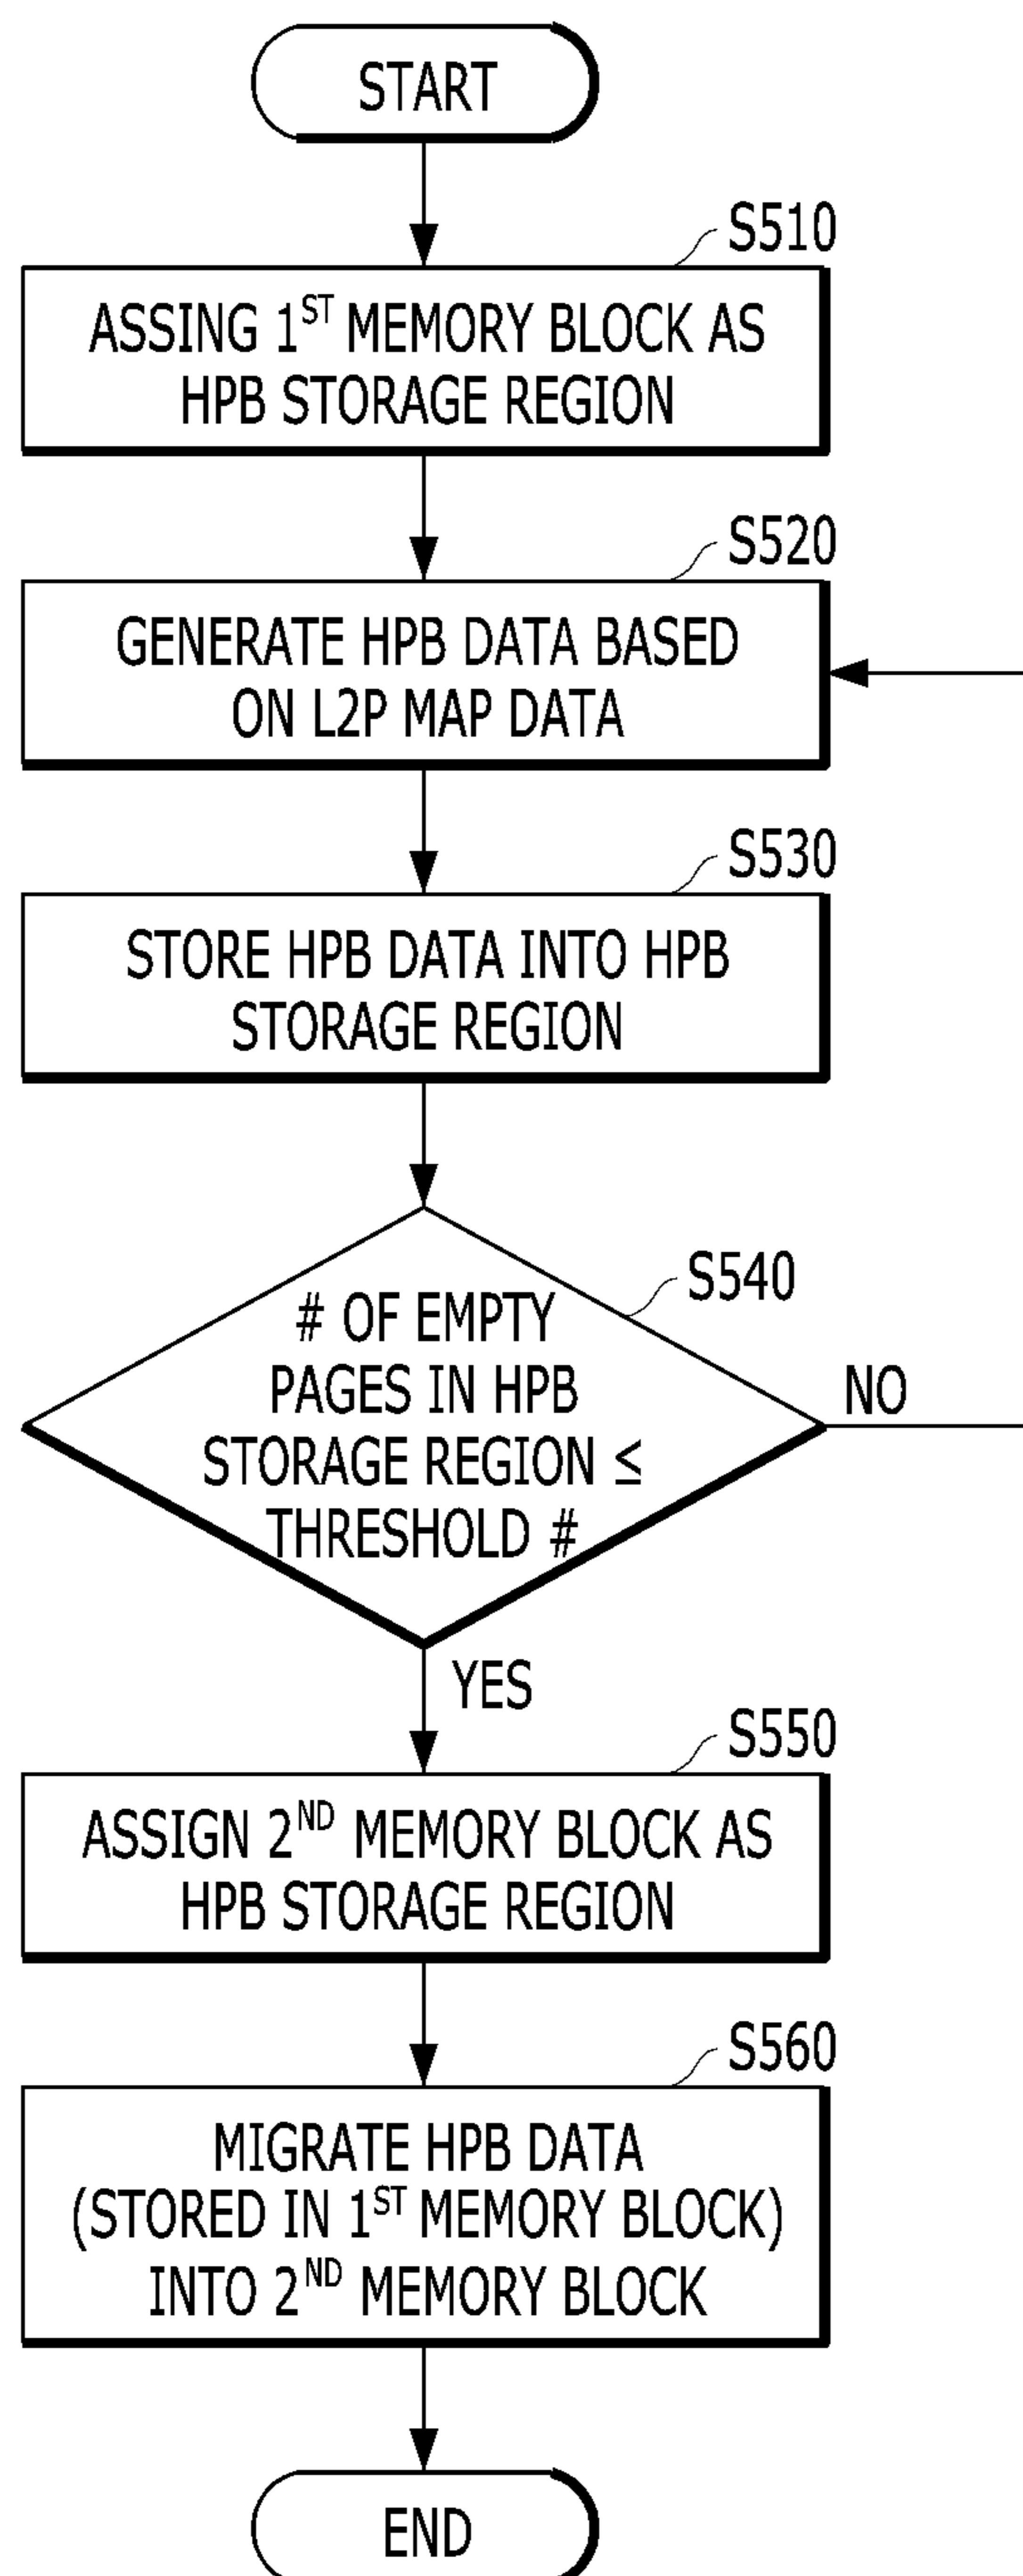 START
S510
ASSING 1ST MEMORY BLOCK AS
HPB STORAGE REGION
S520
GENERATE HPB DATA BASED
ON L2P MAP DATA
S530
STORE HPB DATA INTO HPB
STORAGE REGION
S540
# OF EMPTY
PAGES IN HPB
STORAGE REGION ≤
THRESHOLD #
NO
YES
S550
ASSIGN 2ND MEMORY BLOCK AS
HPB STORAGE REGION
S560
MIGRATE HPB DATA
(STORED IN 1ST MEMORY BLOCK)
INTO 2ND MEMORY BLOCK
END